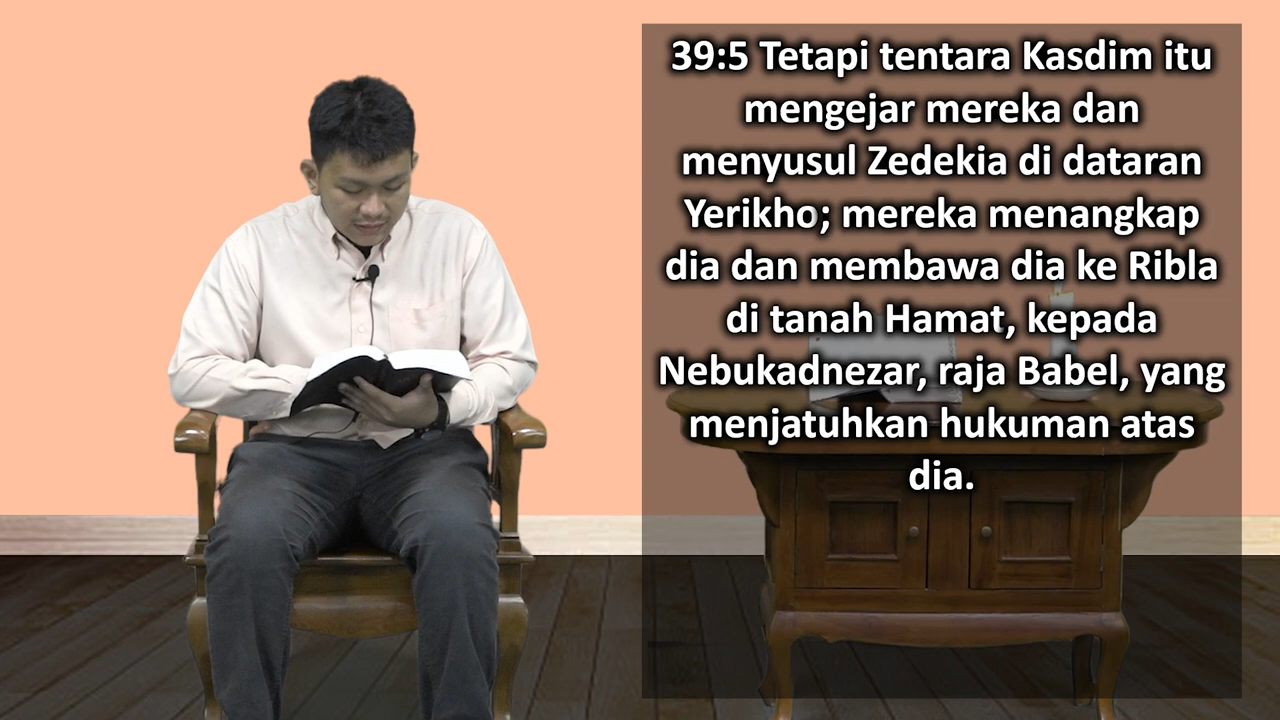 39:5 Tetapi tentara Kasdim itu
mengejar mereka dan
menyusul Zedekia di dataran
Yerikho; mereka menangkap
dia dan membawa dia ke Ribla
di tanah Hamat, kepada
Nebukadnezar, raja Babel, yang
menjatuhkan hukuman atas
dia.